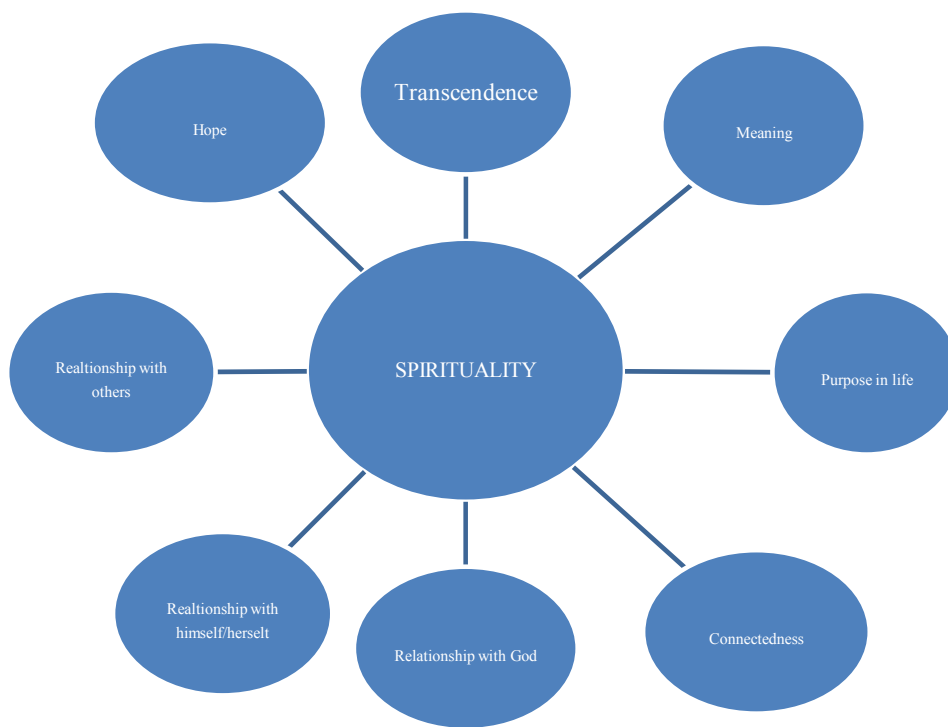 Transcendence
Hope
Meaning
Realtionship with
others
SPIRITUALITY
Purpose in life
Realtionship with
himself/herselt
Relationship with God
Connectedness